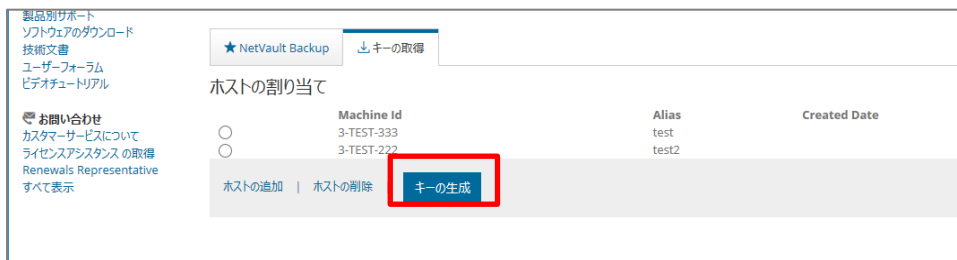 製品別サポート
ソフトウェアのダウンロード
技術文書
ユーザーフォーラム
ビデオチュートリアル
お問い合わせ
カスタマーサービスについて
ライセンスアシスタンス の取得
Renewals Representative
すべて表示
NetVault Backup キーの取得
ホストの割り当て
Machine Id Alias Created Date
3-TEST-333 test
3-TEST-222 test2
ホストの追加 | ホストの削除 キーの生成